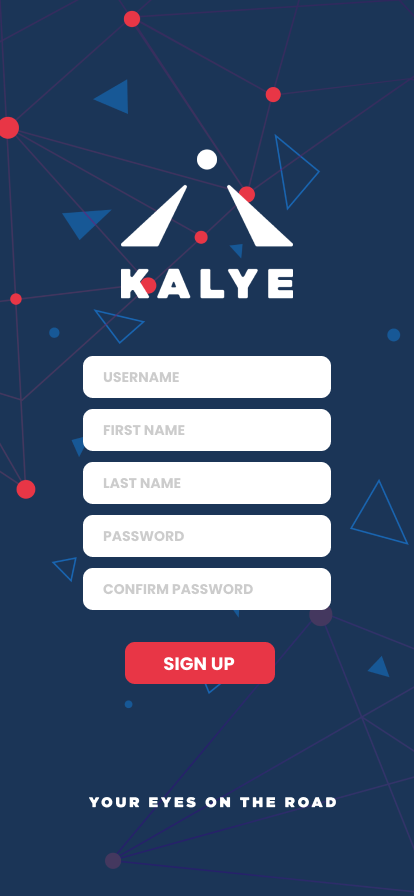 KALYE
USERNAME
FIRST NAME
LAST NAME
PASSWORD
CONFIRM PASSWORD
SIGN UP
YOUR EYES ON THE ROAD